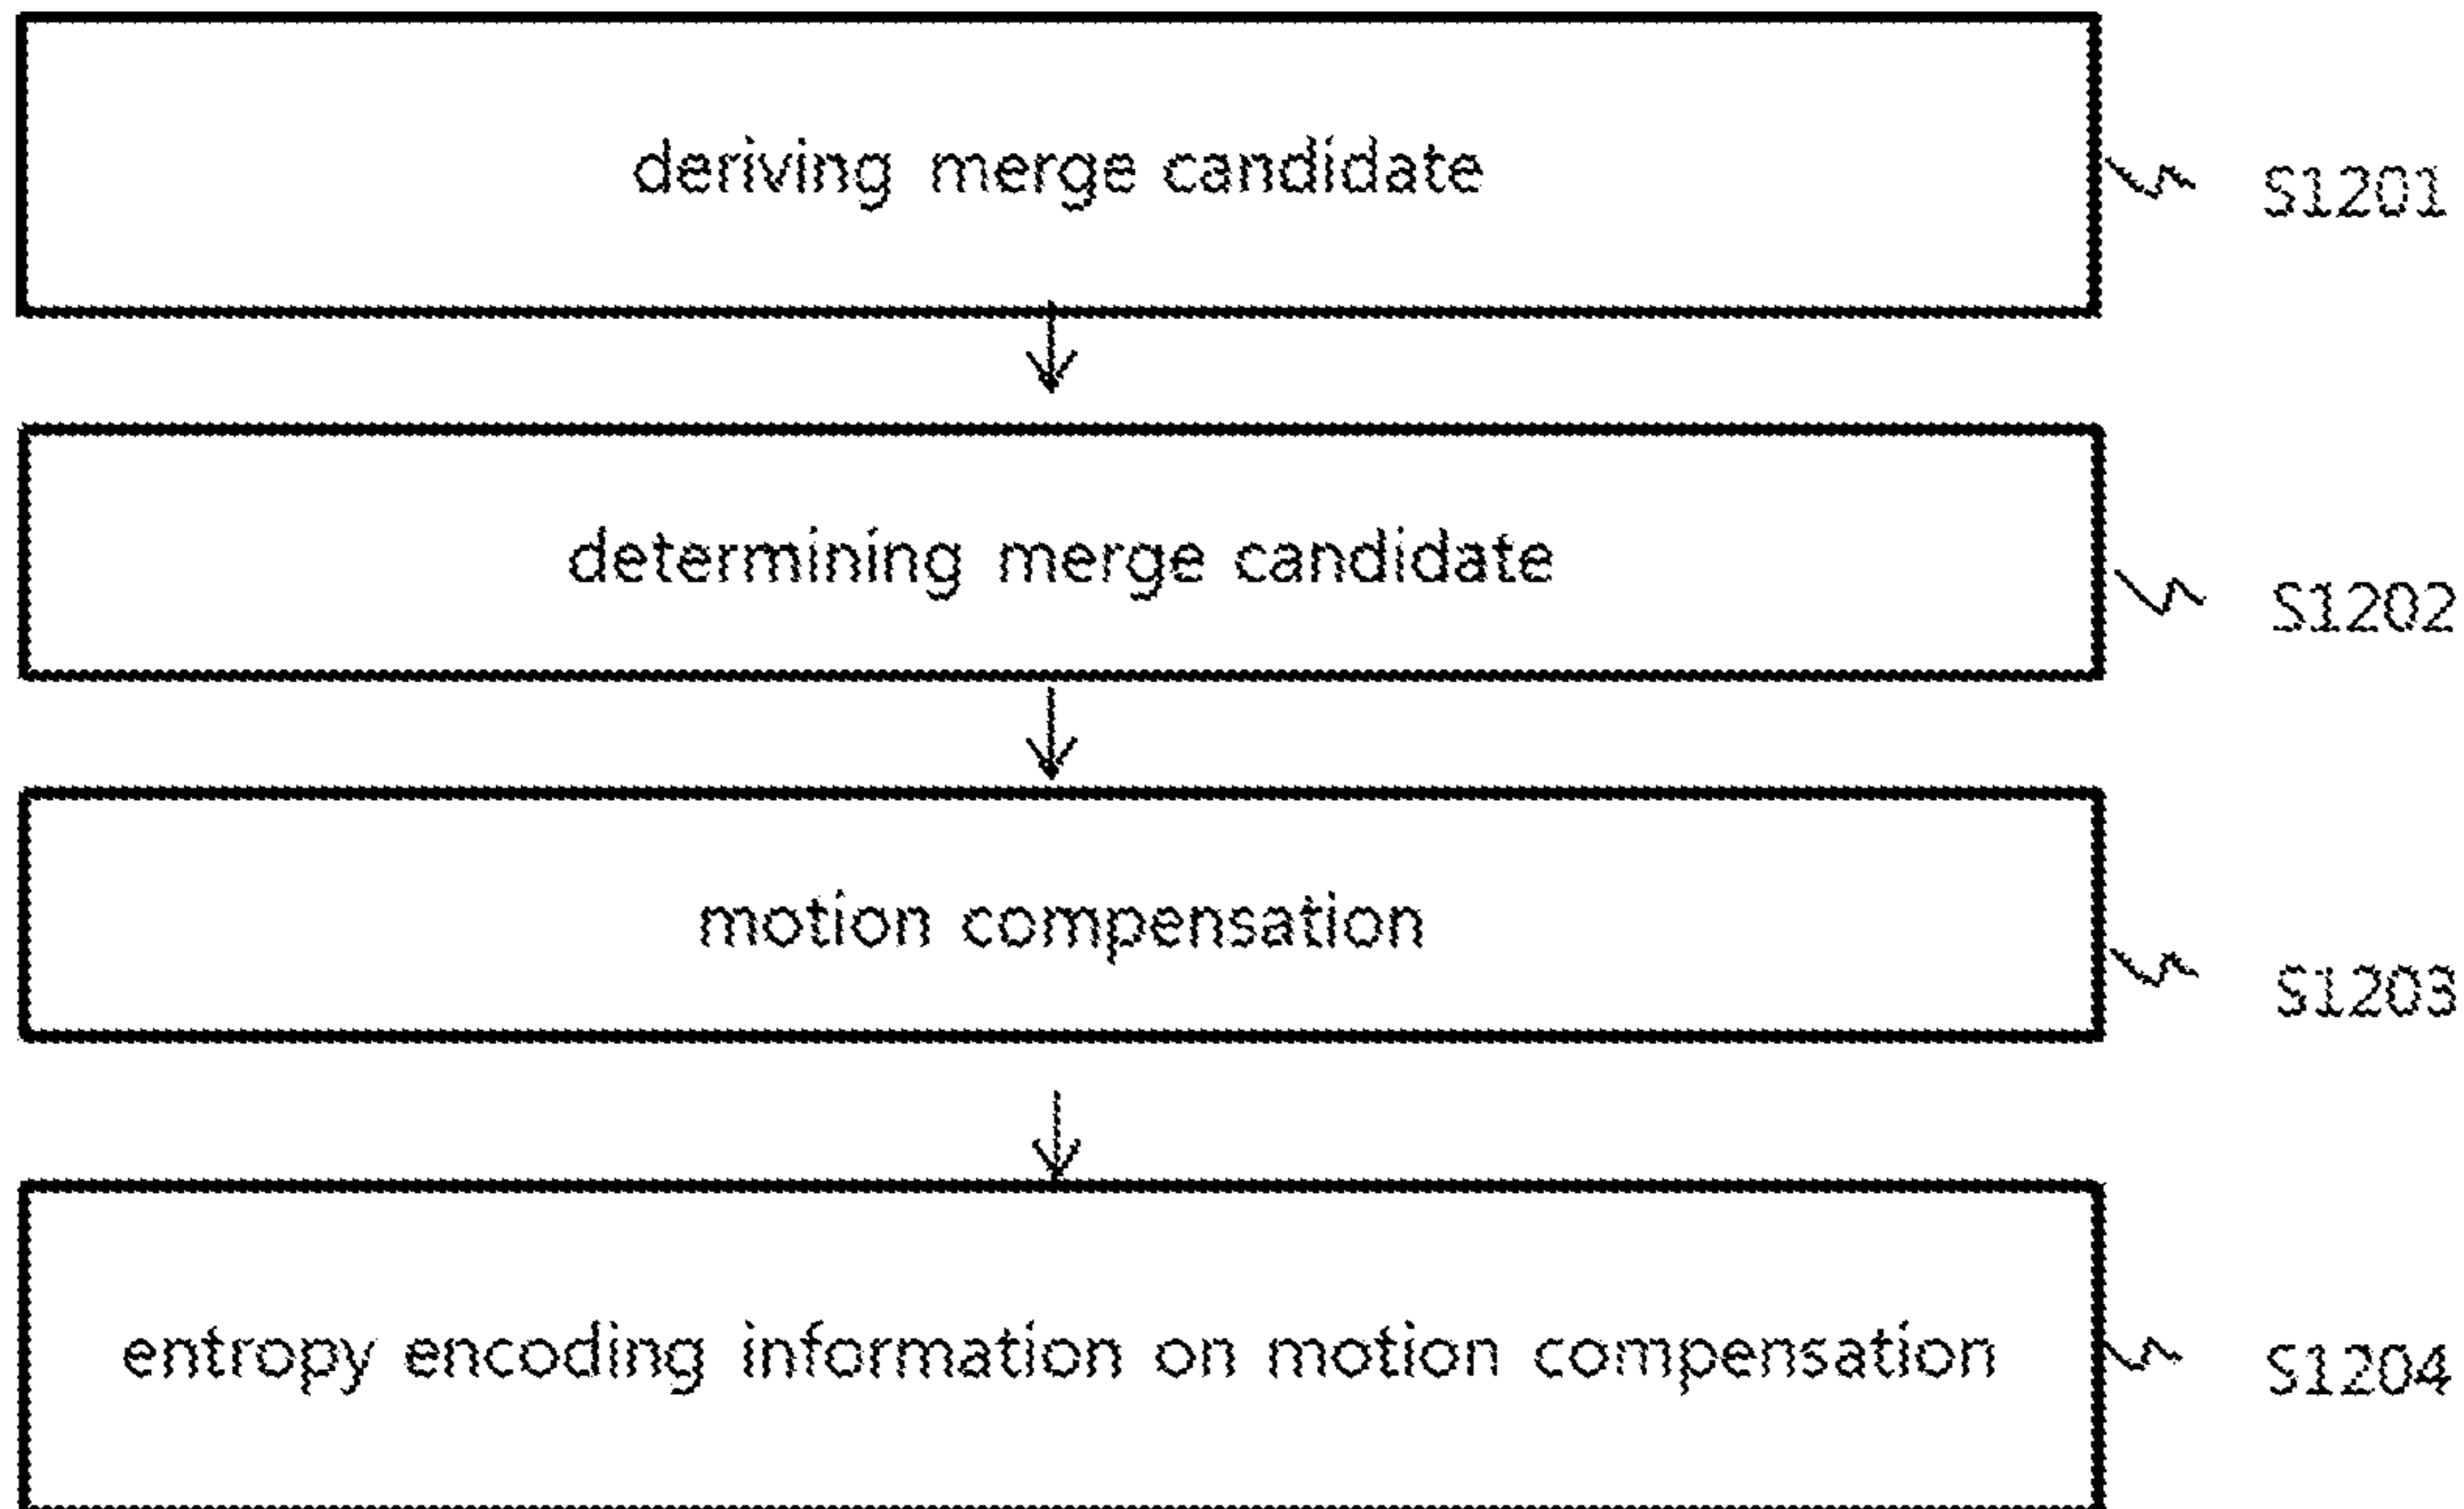 deriving merge candidate
S1201
determining merge candidate
S1202
motion compensation
S1203
entropy encoding information on motion compensation
S1204